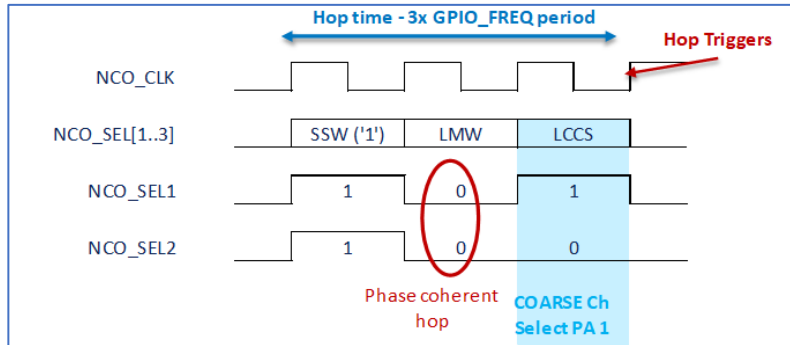 Hop time - 3x GPIO_FREQ period
Hop Triggers
NCO_CLK
NCO_SEL[1..3] SSW ('1') LMW LCCS
NCO_SEL1 1 0 1
NCO_SEL2 1 0 0
Phase coherent
hop
COARSE Ch
Select PA 1